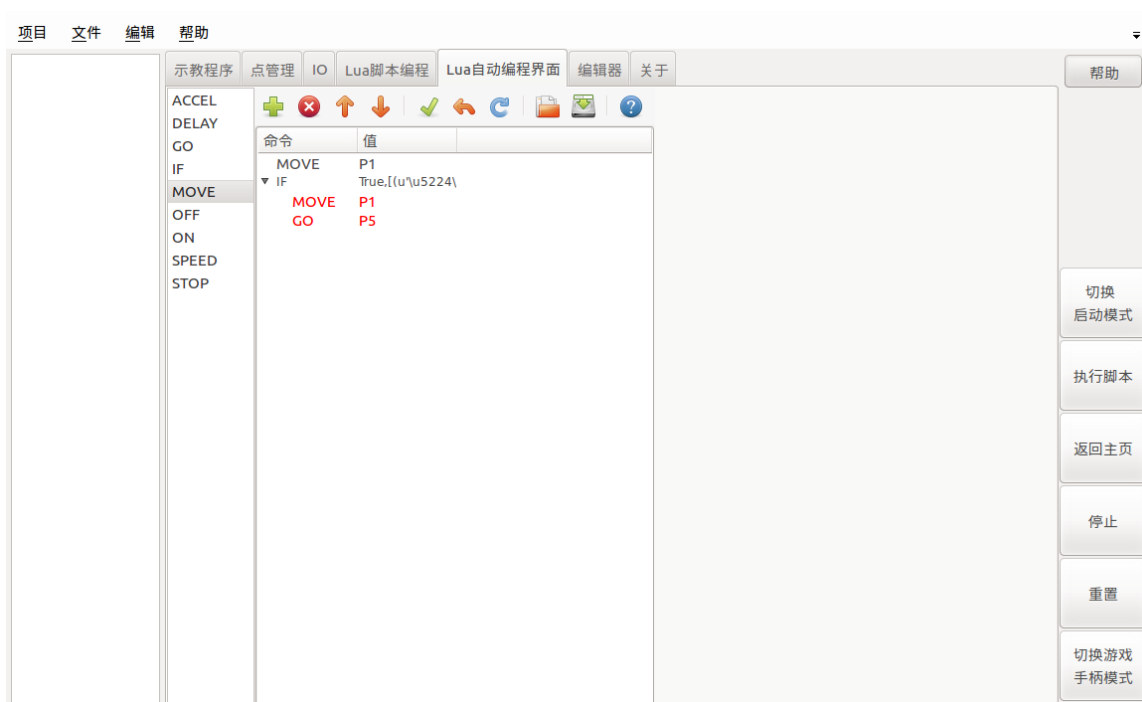 项目 文件 编辑 帮助
示教程序 点管理 IO Lua脚本编程 Lua自动编程界面 编辑器 关于
帮助
ACCEL
DELAY
GO
IF
MOVE
OFF
ON
SPEED
STOP
命令 值
MOVE P1
IF True,[(u'\u5224\
MOVE P1
GO P5
切换
启动模式
执行脚本
返回主页
停止
重置
切换游戏
手柄模式